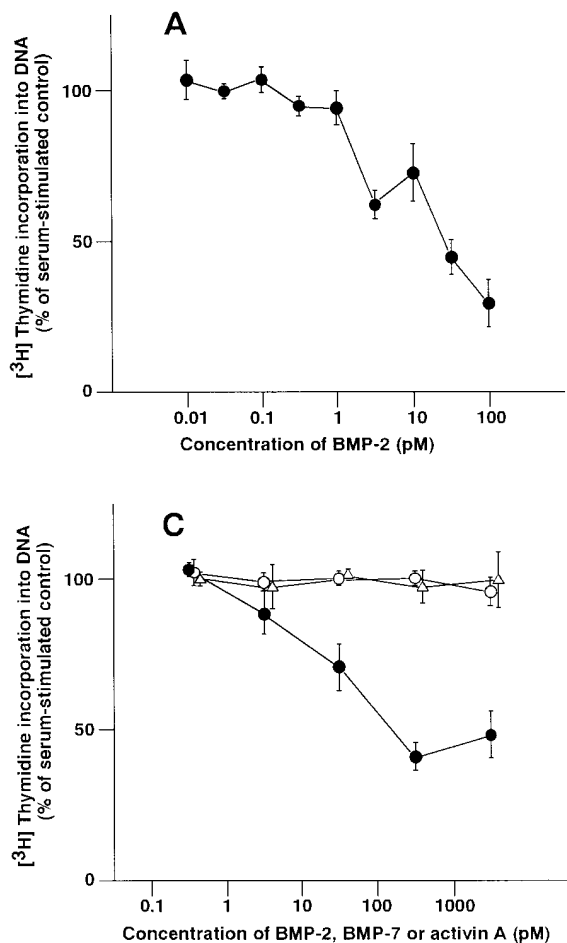 A
[³H] Thymidine incorporation into DNA
(% of serum-stimulated control)
100
50
0
0.01 0.1 1 10 100
Concentration of BMP-2 (pM)
C
[³H] Thymidine incorporation into DNA
(% of serum-stimulated control)
100
50
0
0.1 1 10 100 1000
Concentration of BMP-2, BMP-7 or activin A (pM)